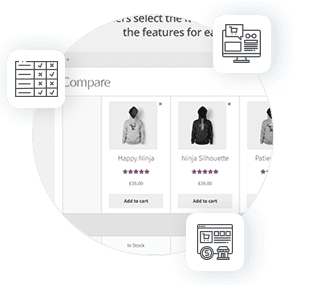 ers select the it
the features for ea
Compare
Happy Ninja
Ninja Silhouette
Patie
£35.00
£35.00
Add to cart
Add to cart
In Stock